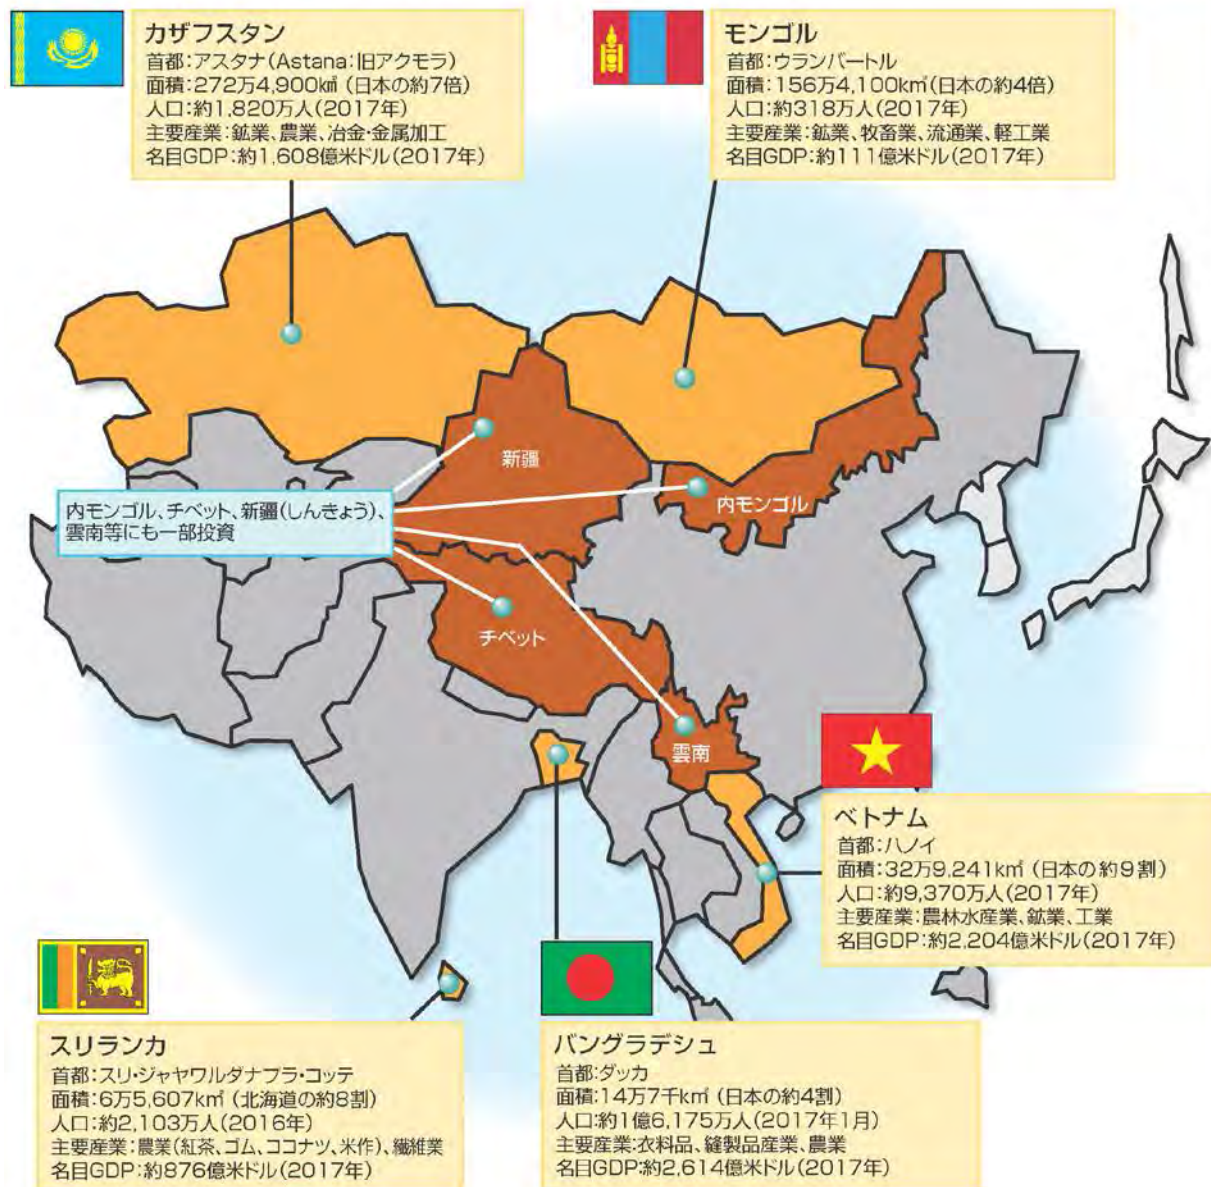 カザフスタン
首都:アスタナ(Astana:旧アクモラ)
面積:272万4,900㎢ (日本の約7倍)
人口:約1,820万人(2017年)
主要産業:鉱業、農業、冶金・金属加工
名目GDP:約1,608億米ドル(2017年)
モンゴル
首都:ウランバートル
面積:156万4,100k㎡(日本の約4倍)
人口:約318万人(2017年)
主要産業:鉱業、牧畜業、流通業、軽工業
名目GDP:約111億米ドル(2017年)
新疆
内モンゴル
内モンゴル、チベット、新疆(しんきょう)、
雲南等にも一部投資
チベット
雲南
ベトナム
首都:ハノイ
面積:32万9,241k㎡ (日本の約9割)
人口:約9,370万人(2017年)
主要産業:農林水産業、鉱業、工業
名目GDP:約2,204億米ドル(2017年)
スリランカ
首都:スリ・ジャヤワルダナプラ・コッテ
面積:6万5,607k㎡ (北海道の約8割)
人口:約2,103万人(2016年)
主要産業:農業(紅茶、ゴム、ココナツ、米作)、繊維業
名目GDP:約876億米ドル(2017年)
バングラデシュ
首都:ダッカ
面積:14万7千k㎡ (日本の約4割)
人口:約1億6,175万人(2017年1月)
主要産業:衣料品、縫製品産業、農業
名目GDP:約2,614億米ドル(2017年)